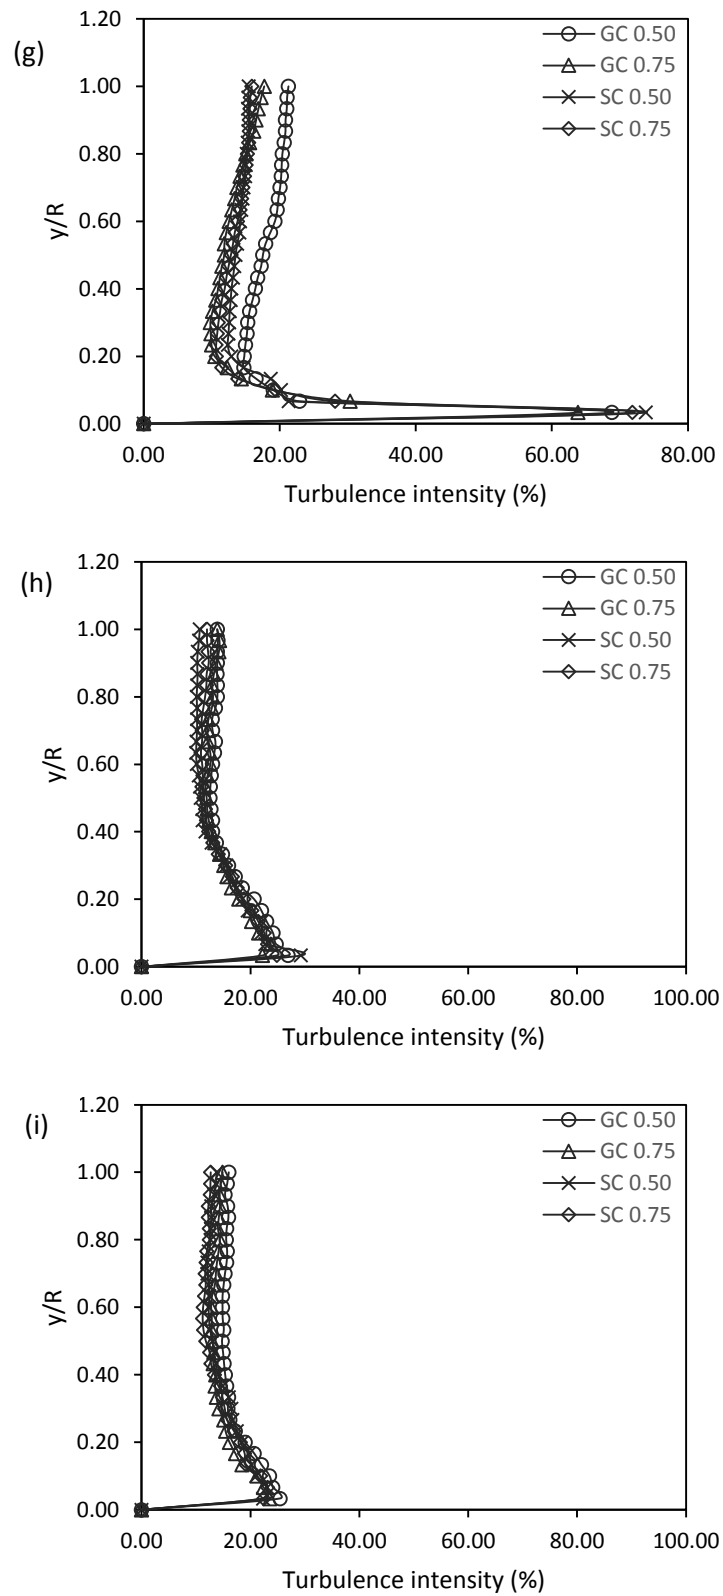 (g)
1.20
1.00
0.80
0.60
0.40
0.20
0.00
y/R
0.00 20.00 40.00 60.00 80.00
Turbulence intensity (%)
GC 0.50
GC 0.75
SC 0.50
SC 0.75
(h)
1.20
1.00
0.80
0.60
0.40
0.20
0.00
y/R
0.00 20.00 40.00 60.00 80.00 100.00
Turbulence intensity (%)
GC 0.50
GC 0.75
SC 0.50
SC 0.75
(i)
1.20
1.00
0.80
0.60
0.40
0.20
0.00
y/R
0.00 20.00 40.00 60.00 80.00 100.00
Turbulence intensity (%)
GC 0.50
GC 0.75
SC 0.50
SC 0.75